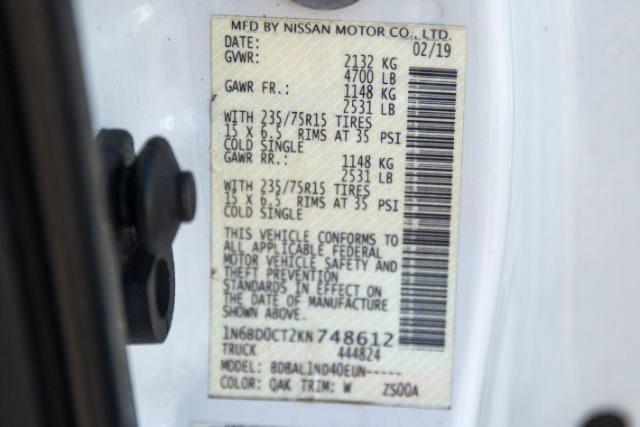 MFD BY NISSAN MOTOR CO., LTD.
DATE: 02/19
GVWR: 2132 KG
4700 LB
GAWR FR.: 1148 KG
2531 LB
WITH 235/75R15 TIRES
15 X 6.5 RIMS AT 35 PSI
COLD SINGLE
GAWR RR.: 1148 KG
2531 LB
WITH 235/75R15 TIRES
15 X 6.5 RIMS AT 35 PSI
COLD SINGLE
THIS VEHICLE CONFORMS TO
ALL APPLICABLE FEDERAL
MOTOR VEHICLE SAFETY AND
THEFT PREVENTION
STANDARDS IN EFFECT ON
THE DATE OF MANUFACTURE
SHOWN ABOVE.
1N6BD0CT2KN748612
TRUCK 444824
MODEL: BDBAL1ND40EUN-----
COLOR: QAK TRIM: W ZS00A